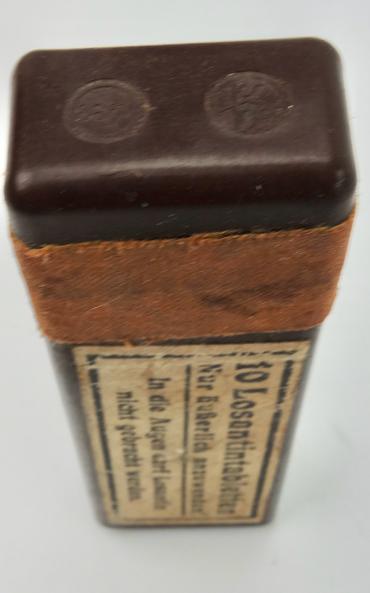 10 Losantintabletten
Nur äußerlich anzuwenden!
In die Augen darf Losantin
nicht gebracht werden.